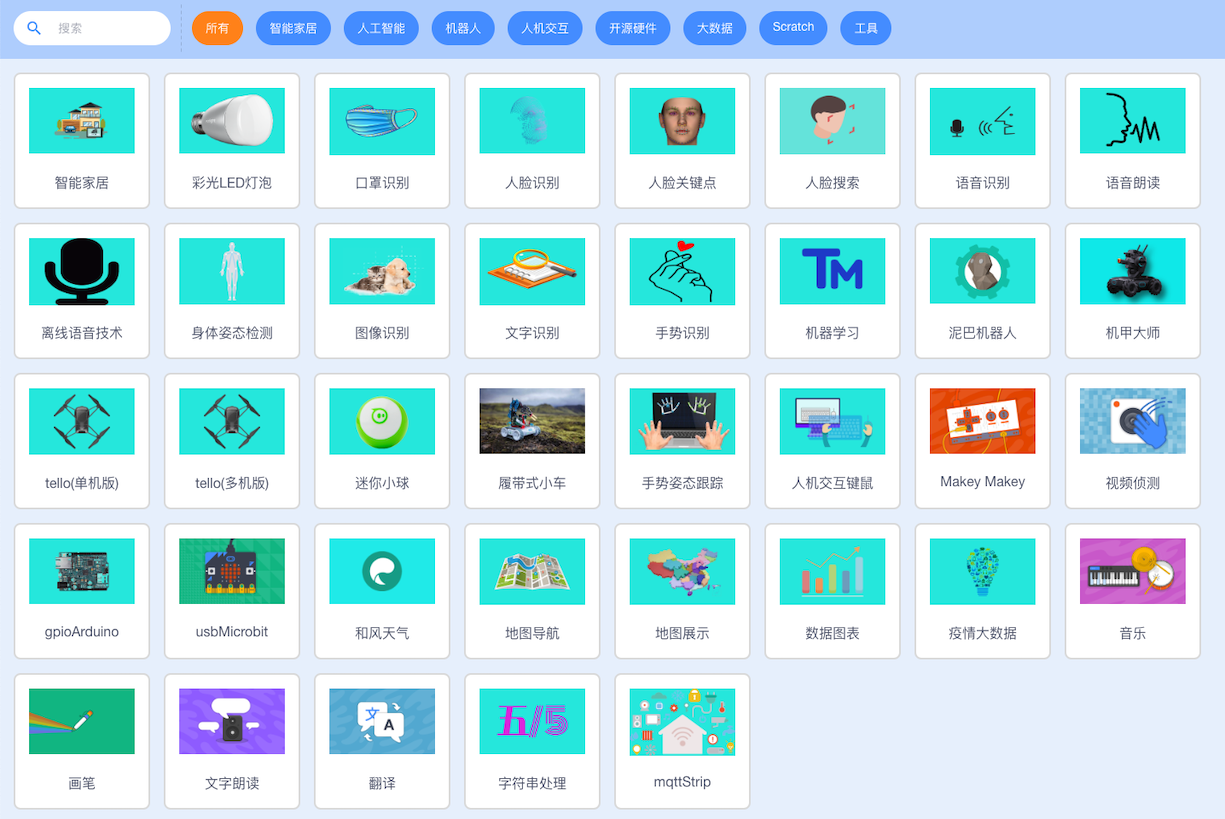 搜索
所有
智能家居
人工智能
机器人
人机交互
开源硬件
大数据
Scratch
工具
智能家居
彩光LED灯泡
口罩识别
人脸识别
人脸关键点
人脸搜索
语音识别
语音朗读
TM
离线语音技术
身体姿态检测
图像识别
文字识别
手势识别
机器学习
泥巴机器人
机甲大师
tello(单机版)
tello(多机版)
迷你小球
履带式小车
手势姿态跟踪
人机交互键鼠
Makey Makey
视频侦测
gpioArduino
usbMicrobit
和风天气
地图导航
地图展示
数据图表
疫情大数据
音乐
文 A
五/5
画笔
文字朗读
翻译
字符串处理
mqttStrip